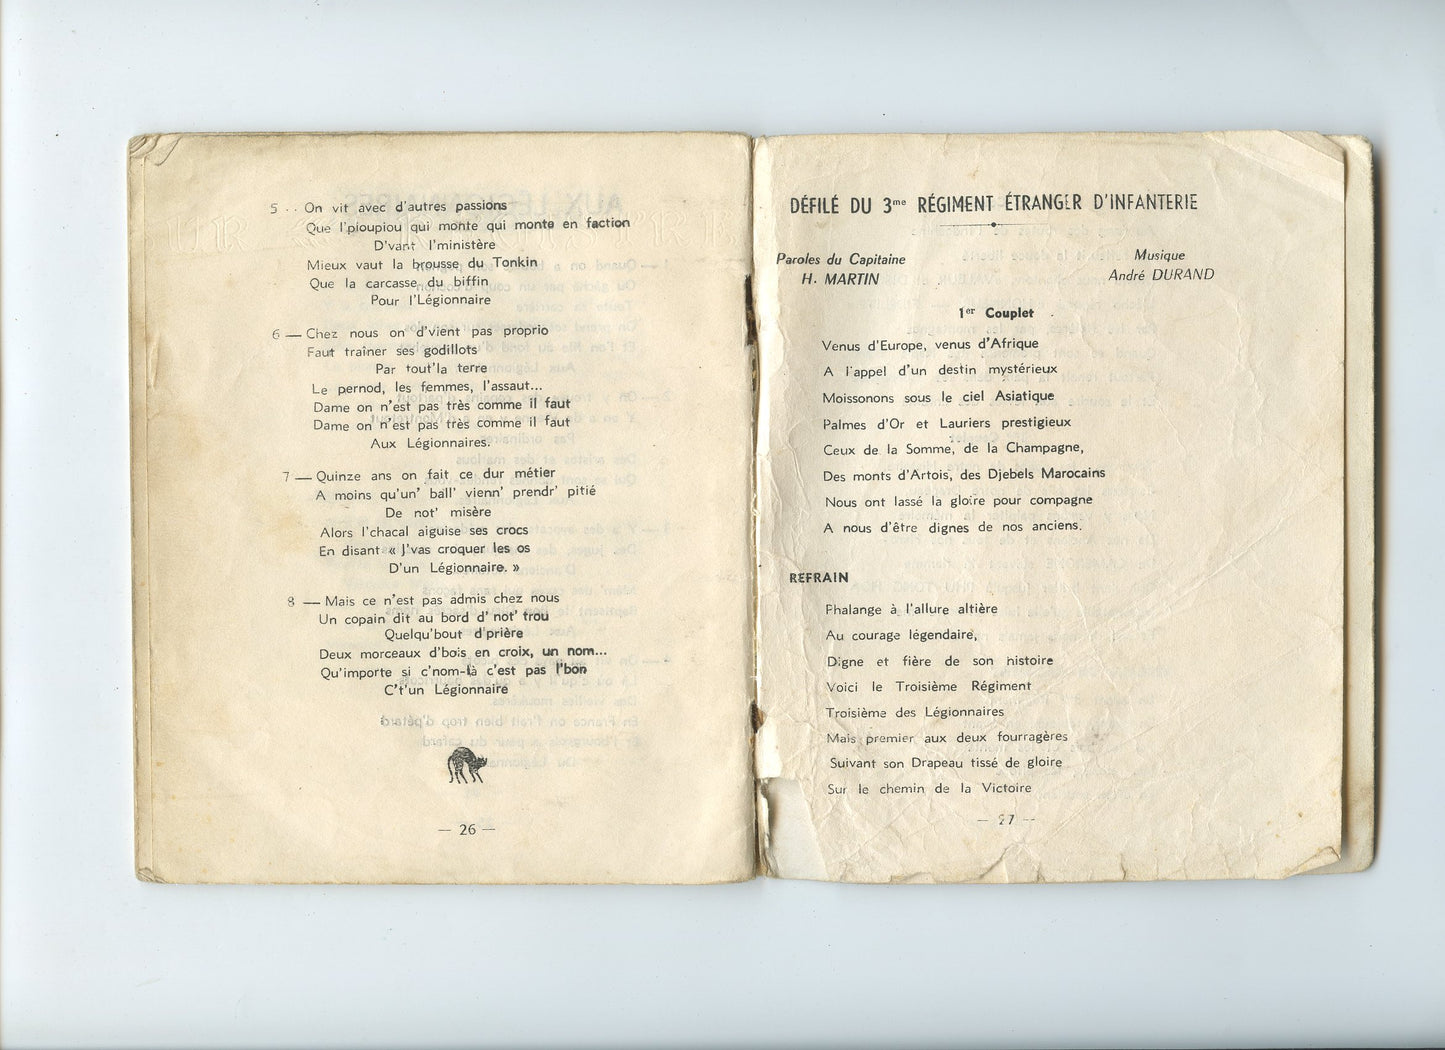 5 — On vit avec d'autres passions
Que l'pioupiou qui monte qui monte en faction
D'vant l'ministère
Mieux vaut la brousse du Tonkin
Que la carcasse du biffin
Pour l'Légionnaire
6 — Chez nous on d'vient pas proprio
Faut traîner ses godillots
Par tout'la terre
Le pernod, les femmes, l'assaut...
Dame on n'est pas très comme il faut
Dame on n'est pas très comme il faut
Aux Légionnaires.
7 — Quinze ans on fait ce dur métier
A moins qu'un' ball' vienn' prendr' pitié
De not' misère
Alors l'chacal aiguise ses crocs
En disant « J'vas croquer les os
D'un Légionnaire. »
8 — Mais ce n'est pas admis chez nous
Un copain dit au bord d' not' trou
Quelqu'bout d'prière
Deux morceaux d'bois en croix, un nom...
Qu'importe si c'nom-là c'est pas l'bon
C't'un Légionnaire
— 26 —
DÉFILÉ DU 3me RÉGIMENT ÉTRANGER D'INFANTERIE
Paroles du Capitaine
H. MARTIN
Musique
André DURAND
1er Couplet
Venus d'Europe, venus d'Afrique
A l'appel d'un destin mystérieux
Moissonons sous le ciel Asiatique
Palmes d'Or et Lauriers prestigieux
Ceux de la Somme, de la Champagne,
Des monts d'Artois, des Djebels Marocains
Nous ont lassé la gloire pour compagne
A nous d'être dignes de nos anciens.
REFRAIN
Phalange à l'allure altière
Au courage légendaire,
Digne et fière de son histoire
Voici le Troisième Régiment
Troisième des Légionnaires
Mais premier aux deux fourragères
Suivant son Drapeau tissé de gloire
Sur le chemin de la Victoire
— 27 —